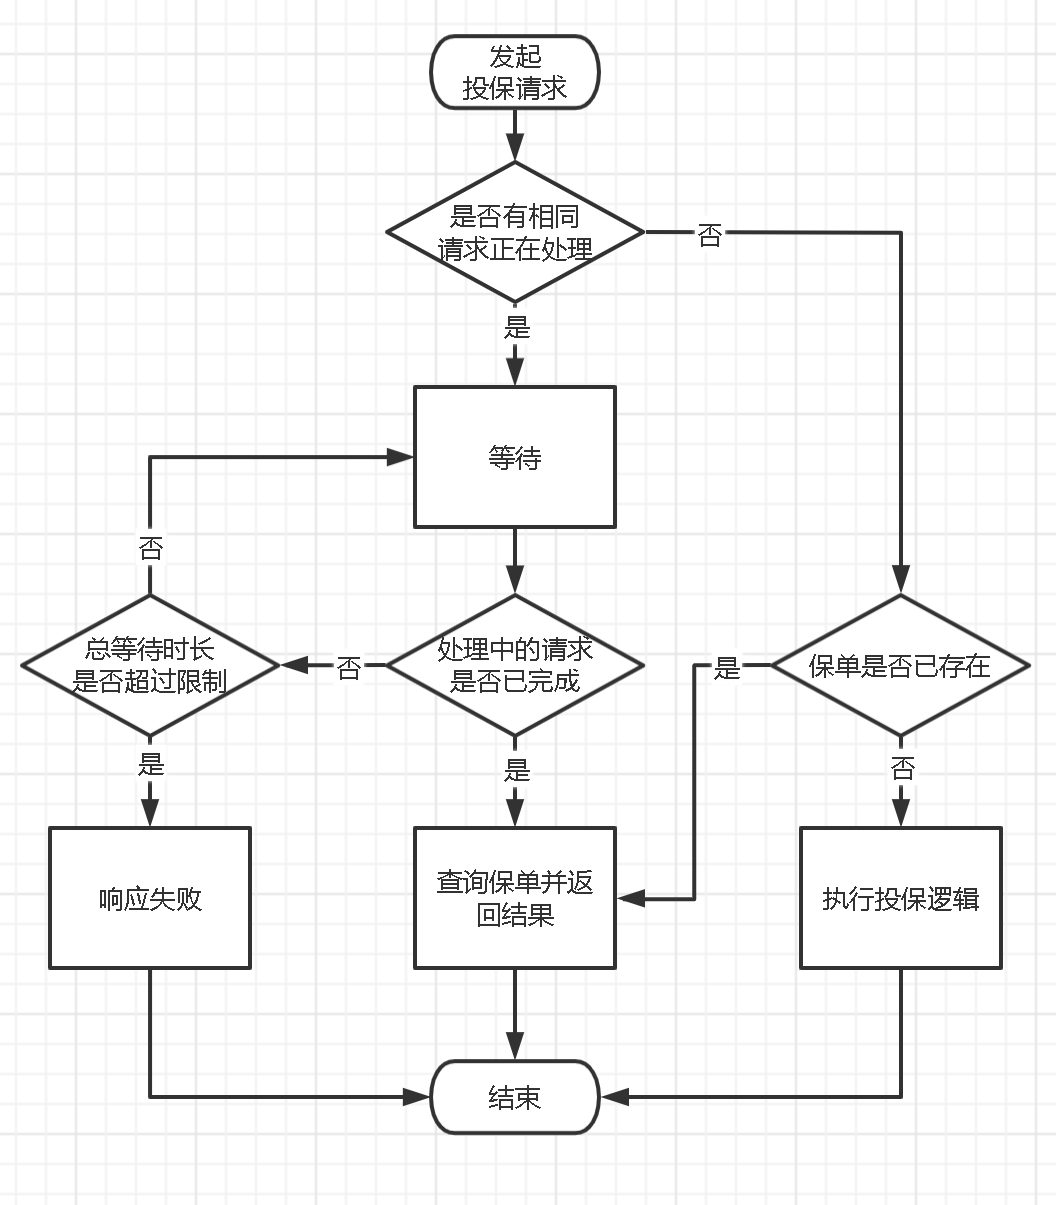 发起
投保请求
是否有相同
请求正在处理
否
是
等待
否
总等待时长
是否超过限制
否
处理中的请求
是否已完成
是
保单是否已存在
是
是
否
响应失败
查询保单并返
回结果
执行投保逻辑
结束